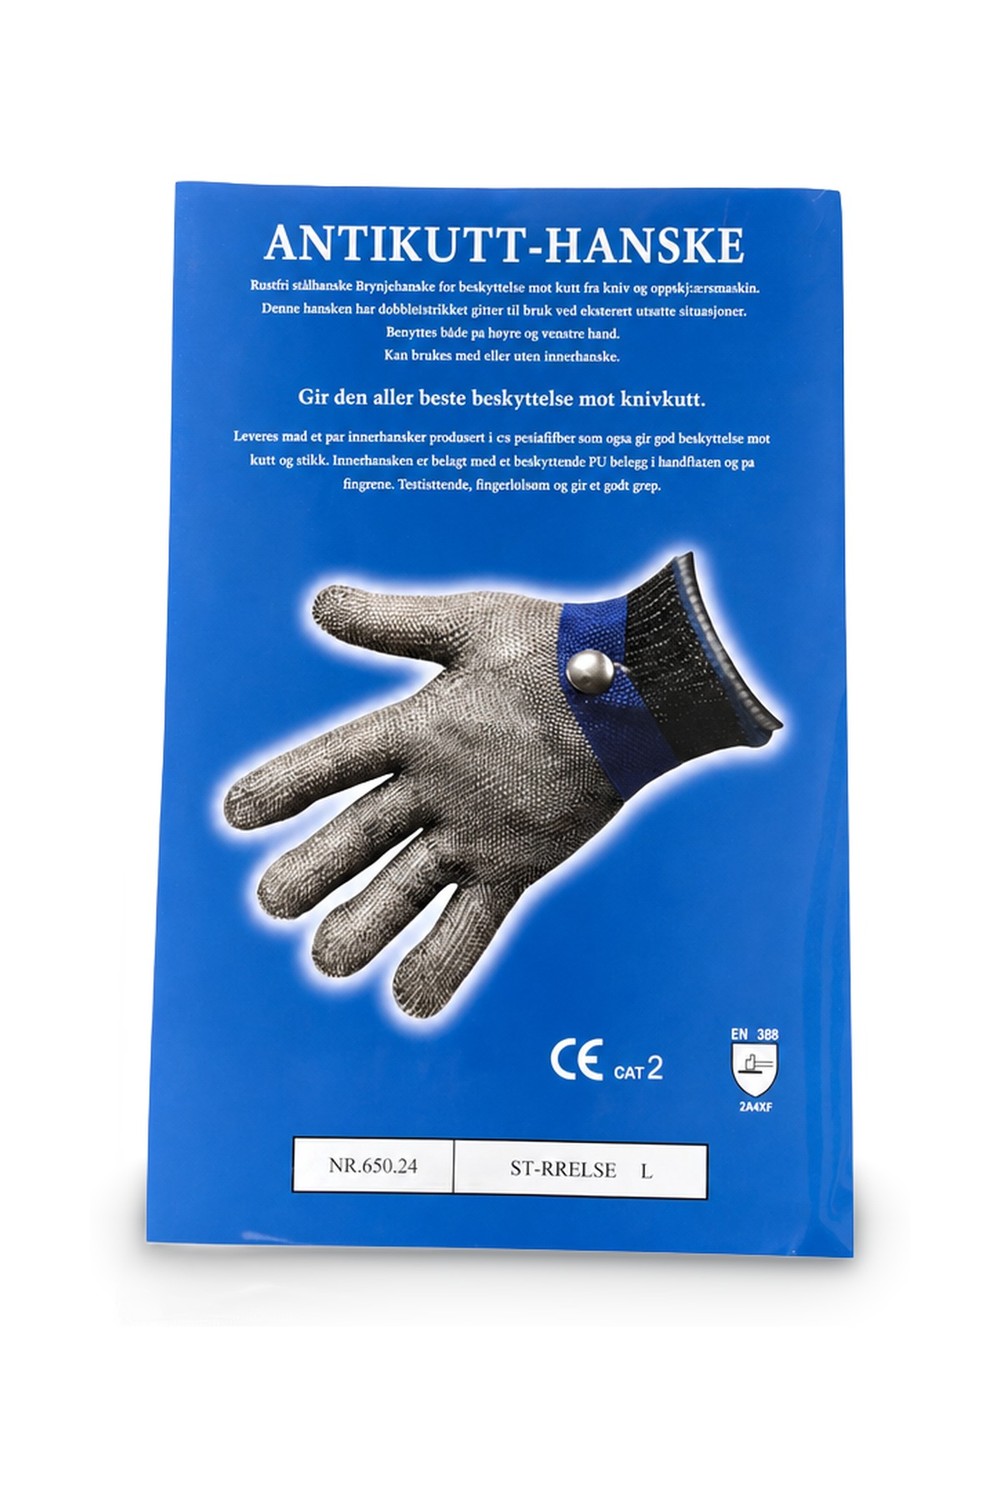 ANTIKUTT-HANSKE
Rustfri stålhanske Brynjehanske for beskyttelse mot kutt fra kniv og oppskjærsmaskin.
Denne hansken har dobbleistrikket gitter til bruk ved eksterert utsatte situasjoner.
Benyttes både pa høyre og venstre hand.
Kan brukes med eller uten innerhanske.
Gir den aller beste beskyttelse mot knivkutt.
Leveres mad et par innerhansker produsert i cs pesiafifber som ogsa gir god beskyttelse mot
kutt og stikk. Innerhansken er belagt med et beskyttende PU belegg i handflaten og pa
fingrene. Testisttende, fingerlolsøm og gir et godt grep.
CE CAT 2
EN 388
2A4XF
NR.650.24 ST-RRELSE L